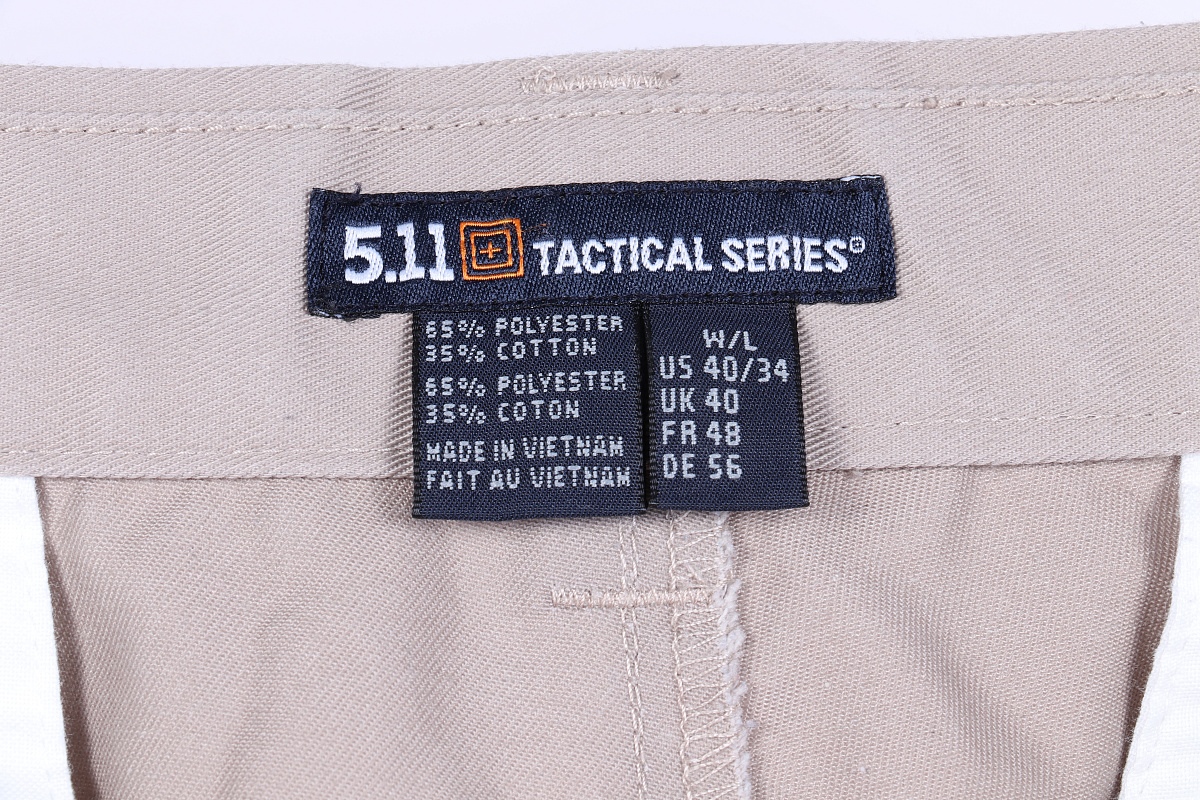 5.11 TACTICAL SERIES®
65% POLYESTER
35% COTTON
65% POLYESTER
35% COTON
MADE IN VIETNAM
FAIT AU VIETNAM
W/L
US 40/34
UK 40
FR 48
DE 56